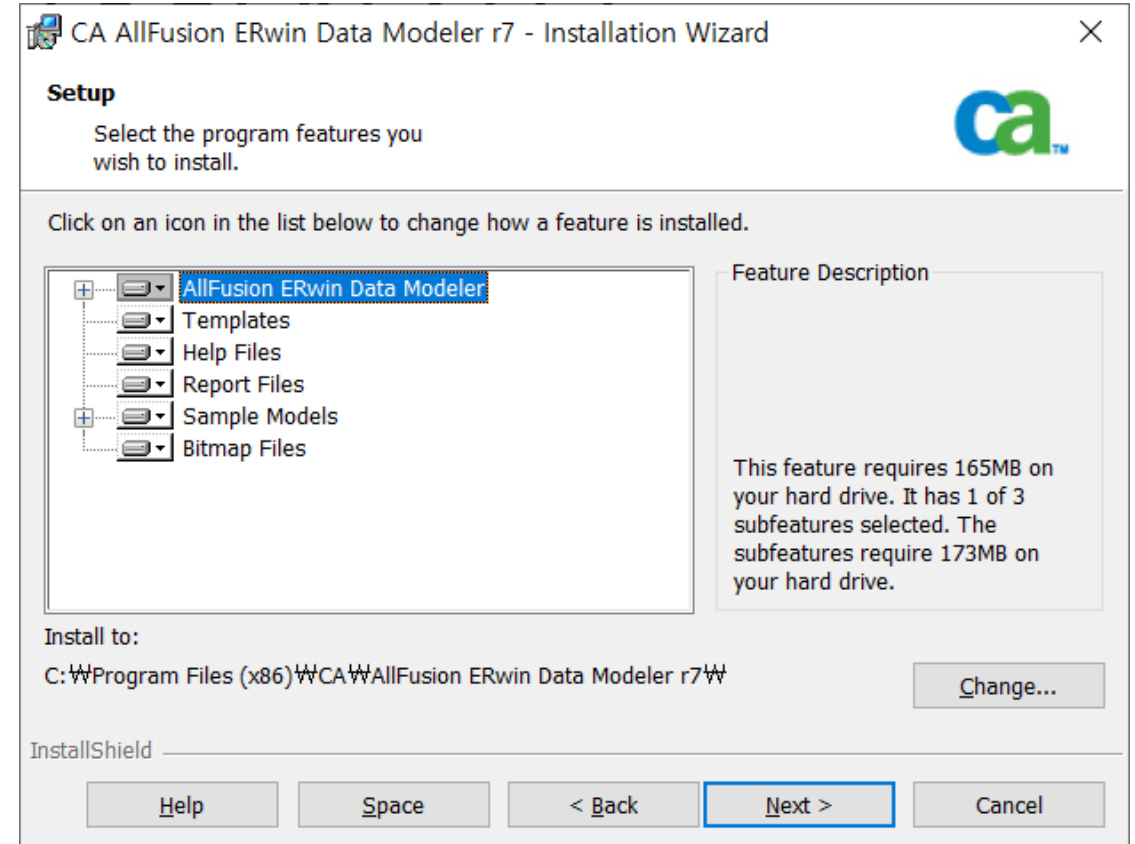 CA AllFusion ERwin Data Modeler r7 - Installation Wizard
Setup
Select the program features you
wish to install.
ca TM
Click on an icon in the list below to change how a feature is installed.
AllFusion ERwin Data Modeler
Templates
Help Files
Report Files
Sample Models
Bitmap Files
Feature Description
This feature requires 165MB on
your hard drive. It has 1 of 3
subfeatures selected. The
subfeatures require 173MB on
your hard drive.
Install to:
C:₩Program Files (x86)₩CA₩AllFusion ERwin Data Modeler r7₩
Change...
InstallShield
Help
Space
< Back
Next >
Cancel